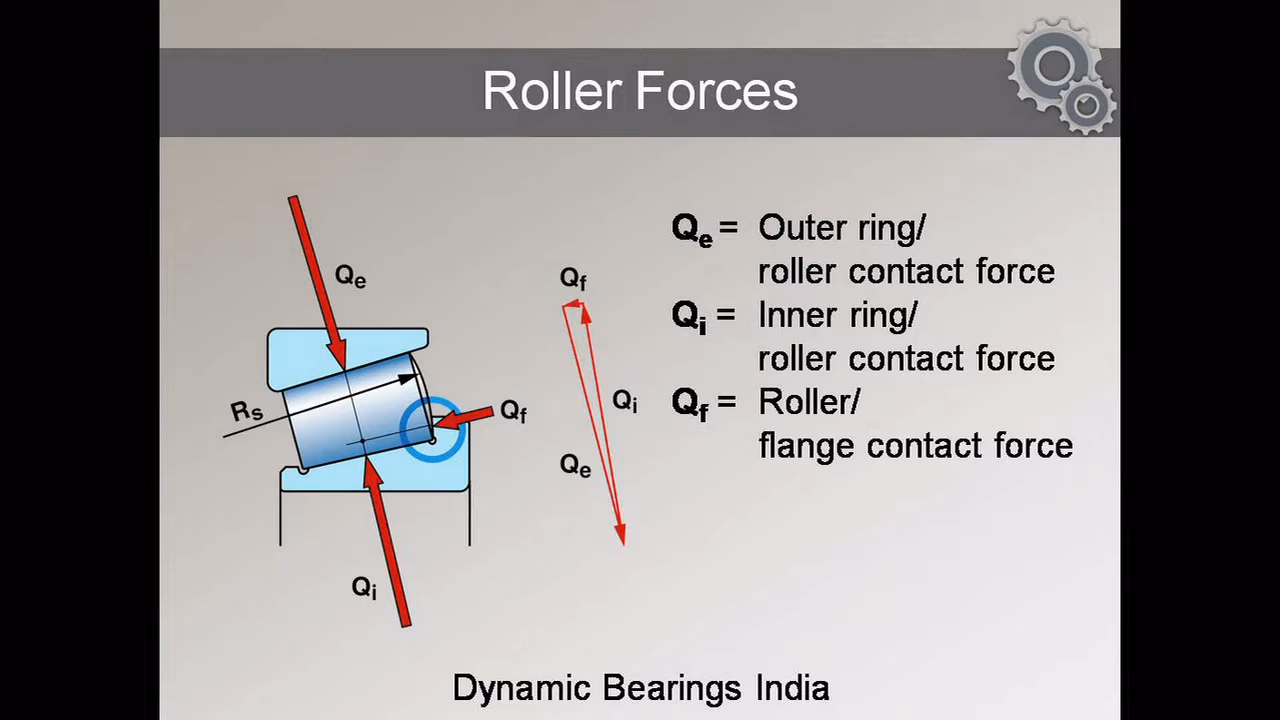 Roller Forces
Qe
Rs
Qf
Qi
Qf
Qi
Qe
Qe = Outer ring/
roller contact force
Qi = Inner ring/
roller contact force
Qf = Roller/
flange contact force
Dynamic Bearings India